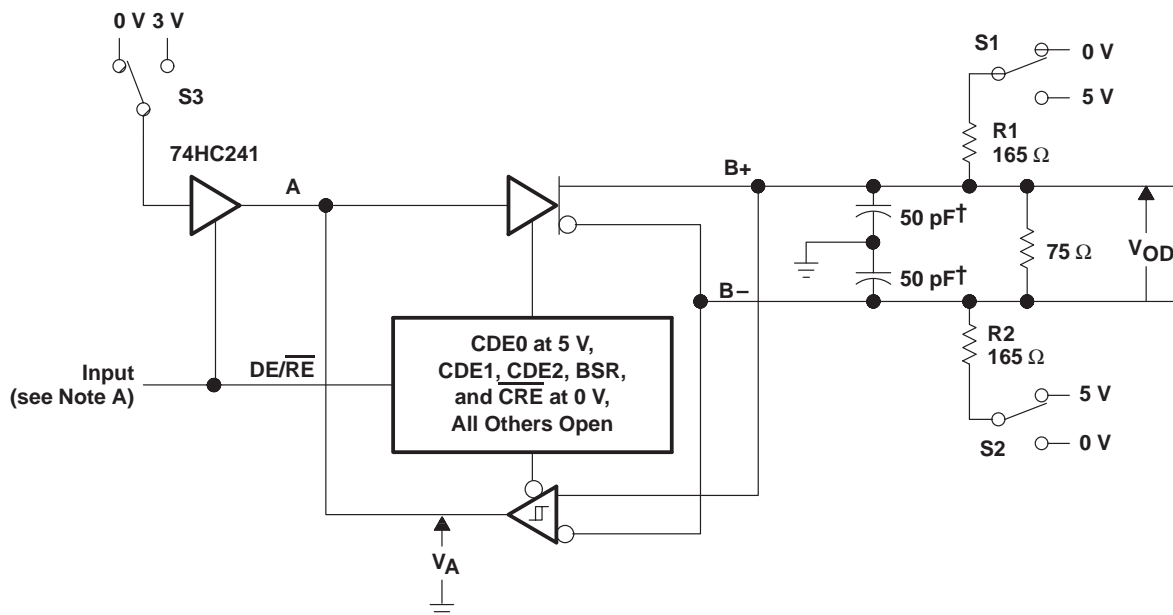 0 V 3 V
S3
74HC241
A
S1
0 V
5 V
R1
165 Ω
B+
50 pF†
50 pF†
75 Ω
VOD
B–
R2
165 Ω
5 V
0 V
S2
Input
(see Note A)
DE/RE
CDE0 at 5 V,
CDE1, CDE2, BSR,
and CRE at 0 V,
All Others Open
VA